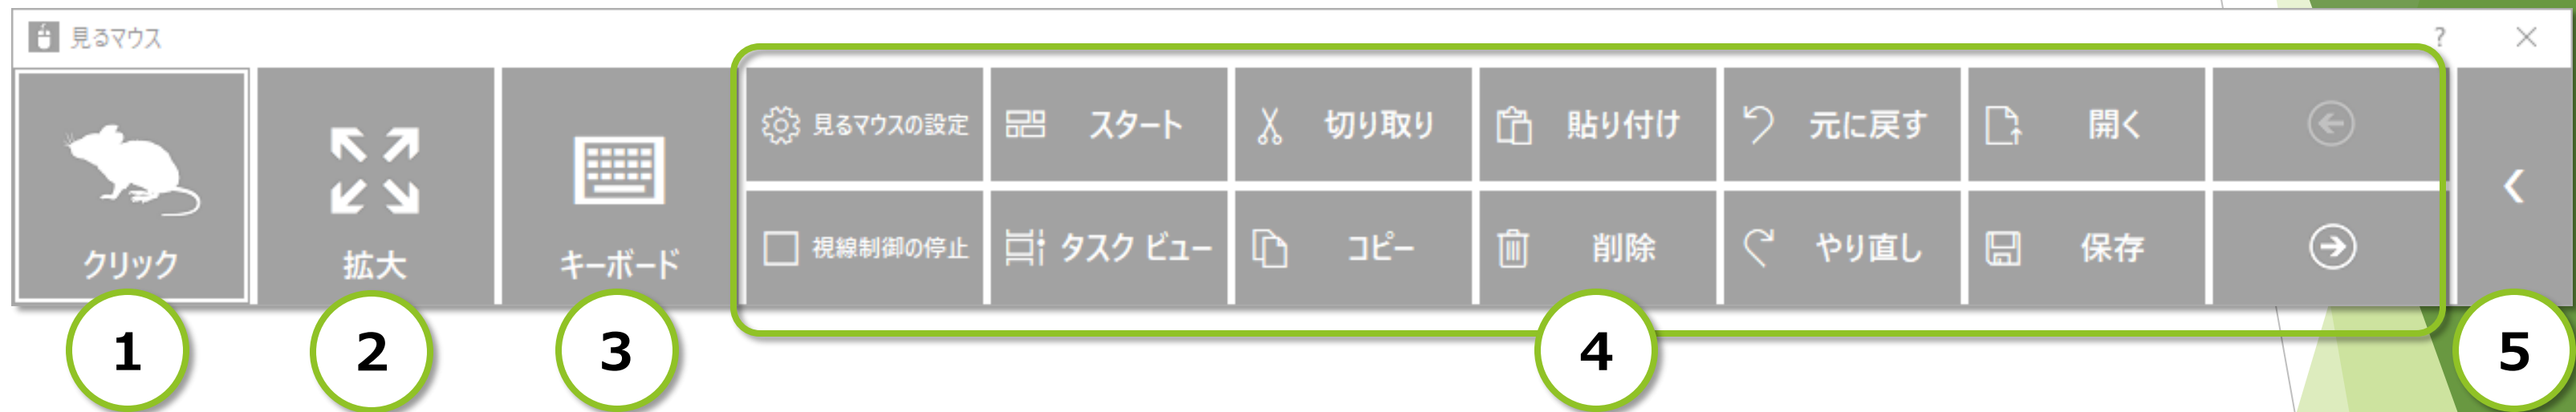 見るマウス
?
クリック
拡大
キーボード
見るマウスの設定
スタート
切り取り
貼り付け
元に戻す
開く
視線制御の停止
タスク ビュー
コピー
削除
やり直し
保存
1
2
3
4
5